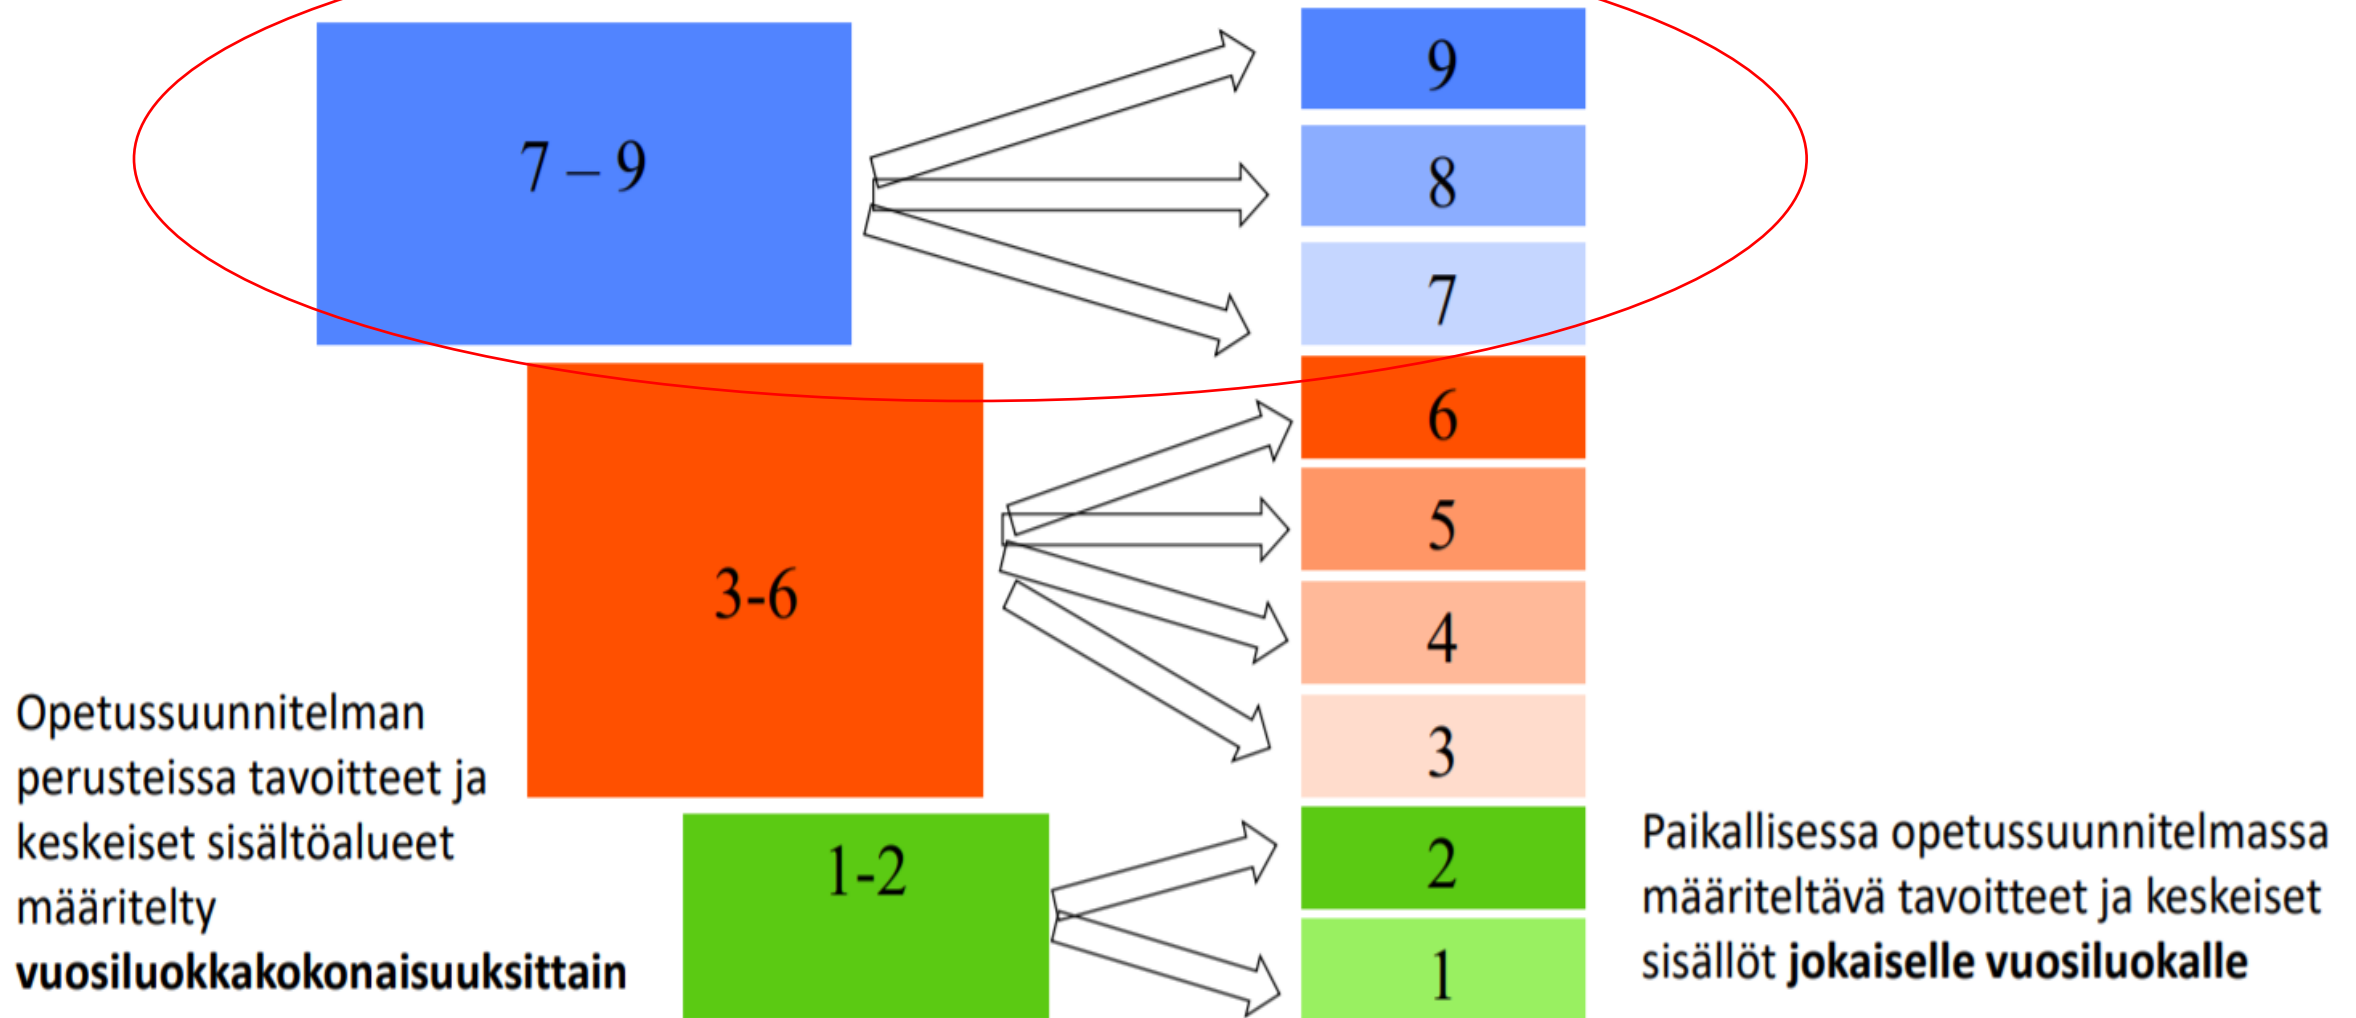 7 – 9
9
8
7
3-6
6
5
4
3
1-2
2
1
Opetussuunnitelman
perusteissa tavoitteet ja
keskeiset sisältöalueet
määritelty
vuosiluokkakokonaisuuksittain
Paikallisessa opetussuunnitelmassa
määriteltävä tavoitteet ja keskeiset
sisällöt jokaiselle vuosiluokalle